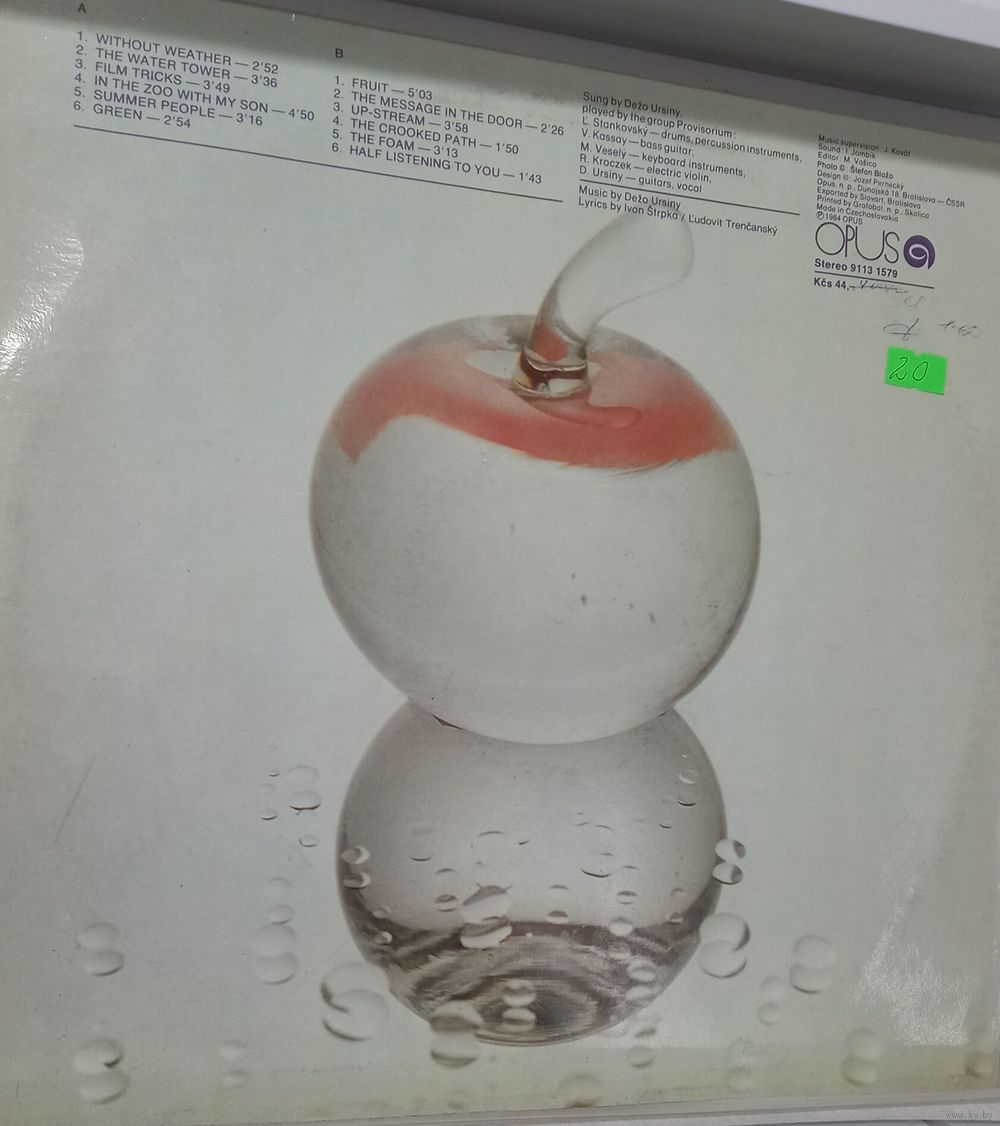 A
1. WITHOUT WEATHER — 2'52
2. THE WATER TOWER — 3'36
3. FILM TRICKS — 3'49
4. IN THE ZOO WITH MY SON — 4'50
5. SUMMER PEOPLE — 3'16
6. GREEN — 2'54
B
1. FRUIT — 5'03
2. THE MESSAGE IN THE DOOR — 2'26
3. UP-STREAM — 3'58
4. THE CROOKED PATH — 1'50
5. THE FOAM — 3'13
6. HALF LISTENING TO YOU — 1'43
Sung by Dežo Ursiny,
played by the group Provisorium:
Ľ. Stankovský — drums, percussion instruments,
V. Kassay — bass guitar,
M. Veselý — keyboard instruments,
R. Kroczek — electric violin,
D. Ursiny — guitars, vocal
Music by Dežo Ursiny
Lyrics by Ivan Štrpka / Ľudovít Trenčanský
Music supervision: J. Kováč
Sound: I. Jombík
Editor: M. Vašica
Photo © : Štefan Blažo
Design © : Jozef Pernecký
Opus, n. p., Dunajská 18, Bratislava — ČSSR
Exported by Slovart, Bratislava
Printed by Grafobal, n. p., Skalica
Made in Czechoslovakia
℗ 1984 OPUS
OPUS
Stereo 9113 1579
Kčs 44,—
20
www.ay.by